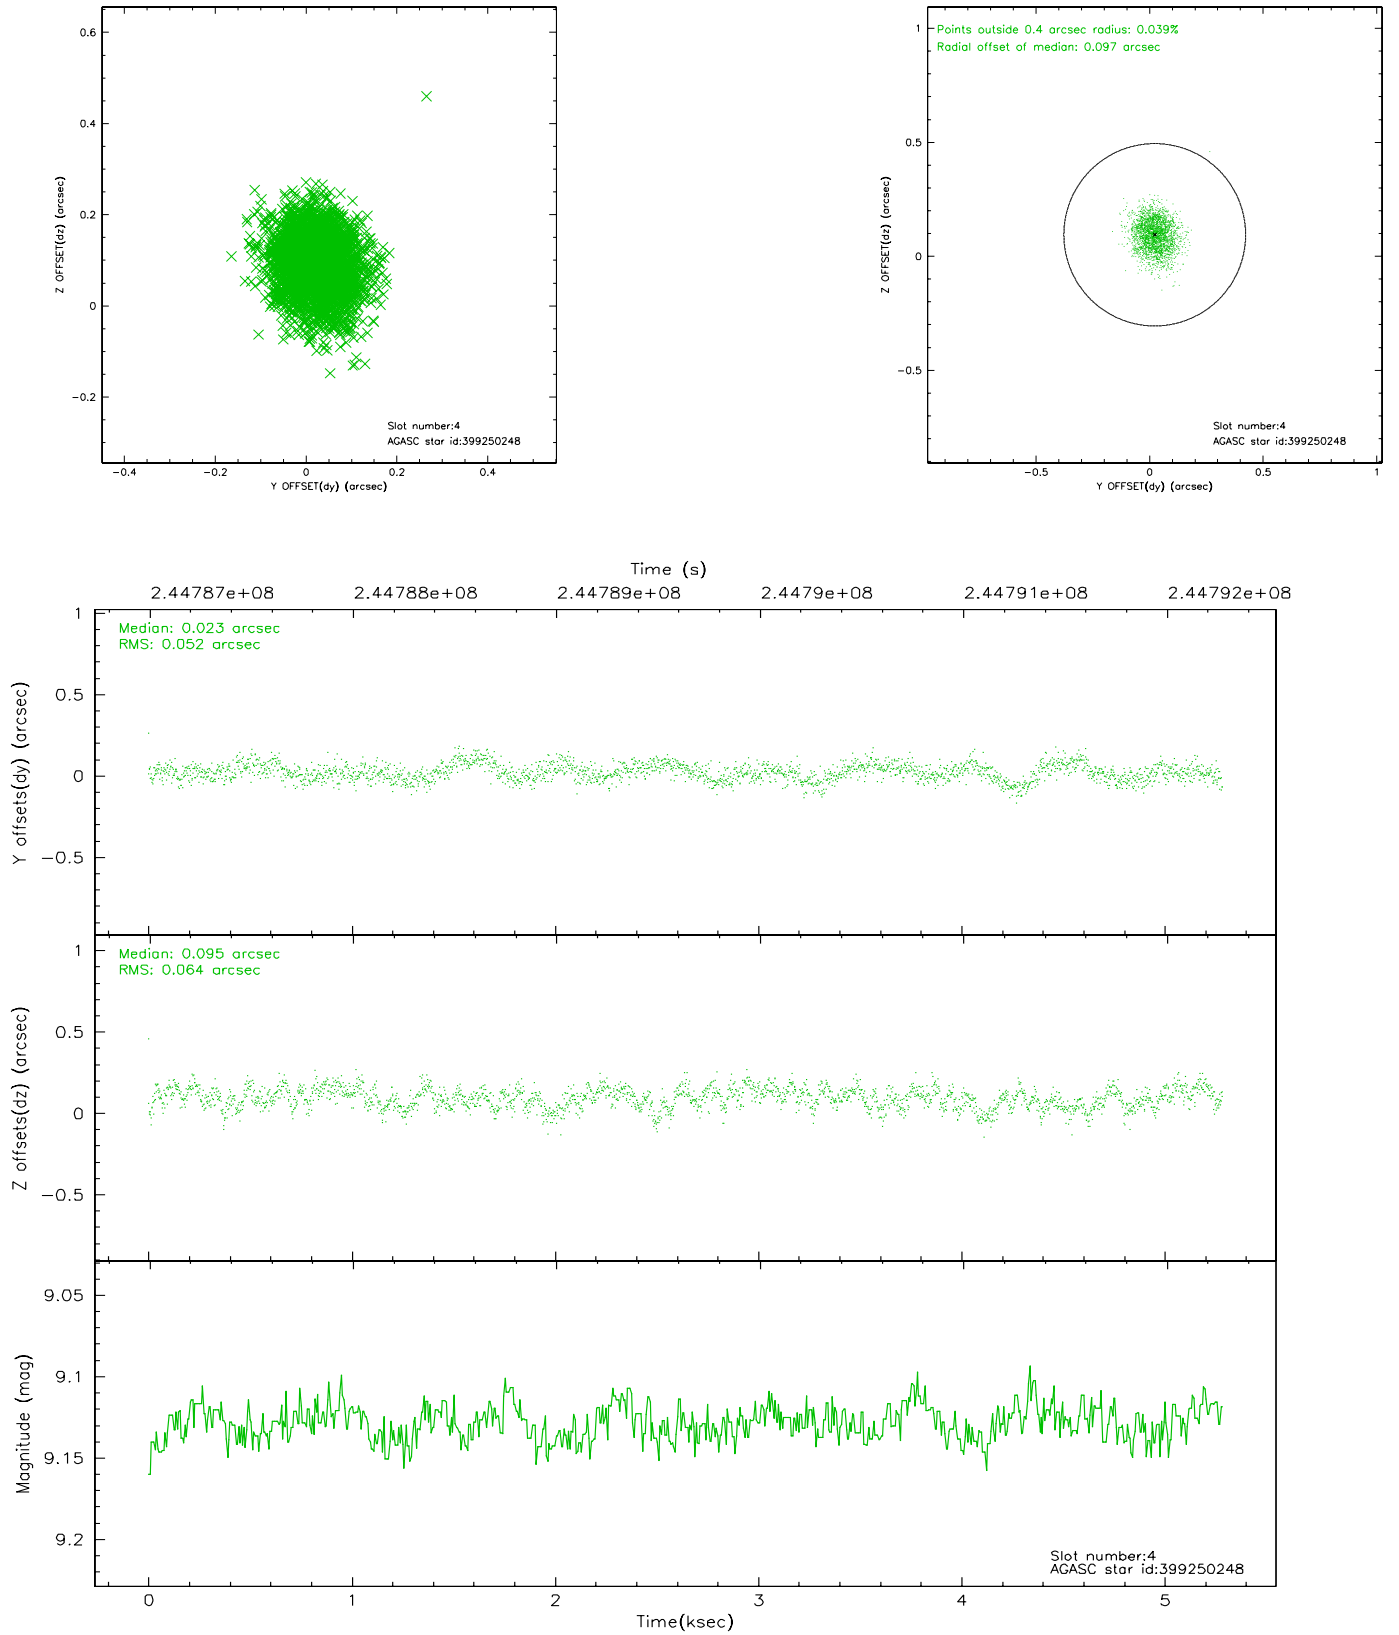 0.6
0.4
0.2
0
−0.2
Z OFFSET(dz) (arcsec)
Slot number:4
AGASC star id:399250248
−0.4 −0.2 0 0.2 0.4
Y OFFSET(dy) (arcsec)
Points outside 0.4 arcsec radius: 0.039%
Radial offset of median: 0.097 arcsec
1
0.5
0
−0.5
Z OFFSET(dz) (arcsec)
Slot number:4
AGASC star id:399250248
−0.5 0 0.5 1
Y OFFSET(dy) (arcsec)
Time (s)
2.44787e+08 2.44788e+08 2.44789e+08 2.4479e+08 2.44791e+08 2.44792e+08
Median: 0.023 arcsec
RMS: 0.052 arcsec
1
0.5
0
−0.5
Y offsets(dy) (arcsec)
Median: 0.095 arcsec
RMS: 0.064 arcsec
1
0.5
0
−0.5
Z offsets(dz) (arcsec)
9.05
9.1
9.15
9.2
Magnitude (mag)
Slot number:4
AGASC star id:399250248
0 1 2 3 4 5
Time(ksec)